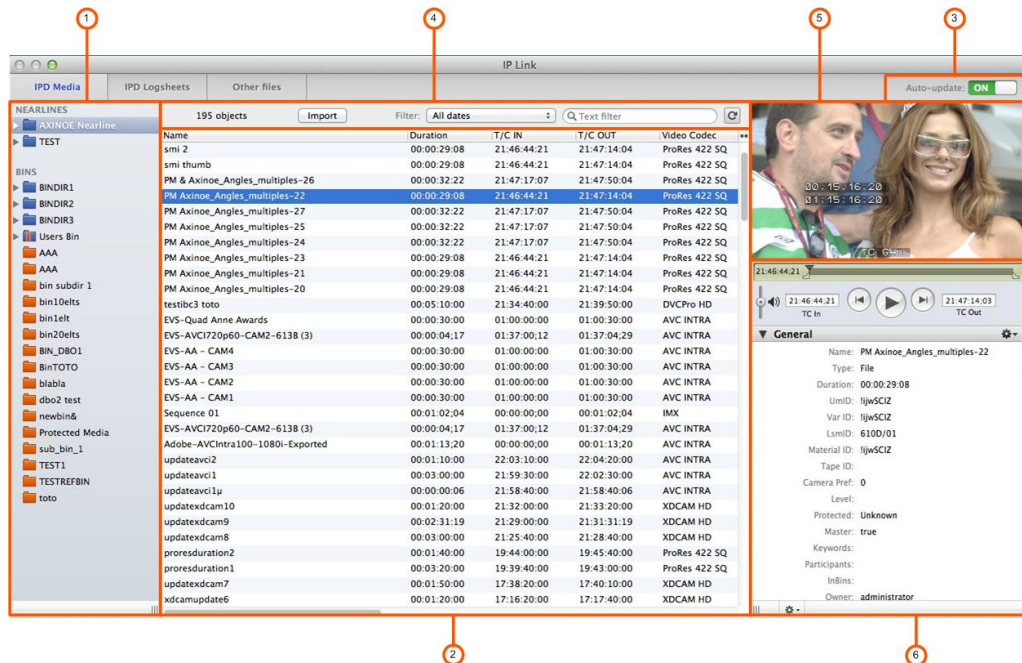 1
4
5
3
IP Link
IPD Media
IPD Logsheets
Other files
Auto-update: ON
NEARLINES
AXINOE Nearline
TEST
BINS
BINDIR1
BINDIR2
BINDIR3
Users Bin
AAA
AAA
bin subdir 1
bin10elts
bin1elt
bin20elts
BIN_DBO1
BinTOTO
blabla
dbo2 test
newbin&
Protected Media
sub_bin_1
TEST1
TESTREFBIN
toto
195 objects Import Filter: All dates Text filter
Name Duration T/C IN T/C OUT Video Codec
smi 2 00:00:29:08 21:46:44:21 21:47:14:04 ProRes 422 SQ
smi thumb 00:00:29:08 21:46:44:21 21:47:14:04 ProRes 422 SQ
PM & Axinoe_Angles_multiples-26 00:00:32:22 21:47:17:07 21:47:50:04 ProRes 422 SQ
PM Axinoe_Angles_multiples-22 00:00:29:08 21:46:44:21 21:47:14:04 ProRes 422 SQ
PM Axinoe_Angles_multiples-27 00:00:32:22 21:47:17:07 21:47:50:04 ProRes 422 SQ
PM Axinoe_Angles_multiples-25 00:00:32:22 21:47:17:07 21:47:50:04 ProRes 422 SQ
PM Axinoe_Angles_multiples-24 00:00:32:22 21:47:17:07 21:47:50:04 ProRes 422 SQ
PM Axinoe_Angles_multiples-23 00:00:29:08 21:46:44:21 21:47:14:04 ProRes 422 SQ
PM Axinoe_Angles_multiples-21 00:00:29:08 21:46:44:21 21:47:14:04 ProRes 422 SQ
PM Axinoe_Angles_multiples-20 00:00:29:08 21:46:44:21 21:47:14:04 ProRes 422 SQ
testibc3 toto 00:05:10:00 21:34:40:00 21:39:50:00 DVCPro HD
EVS-Quad Anne Awards 00:00:30:00 01:00:00:00 01:00:30:00 AVC INTRA
EVS-AVCI720p60-CAM2-613B (3) 00:00:04;17 01:37:00;12 01:37:04;29 AVC INTRA
EVS-AA - CAM4 00:00:30:00 01:00:00:00 01:00:30:00 AVC INTRA
EVS-AA - CAM3 00:00:30:00 01:00:00:00 01:00:30:00 AVC INTRA
EVS-AA - CAM2 00:00:30:00 01:00:00:00 01:00:30:00 AVC INTRA
EVS-AA - CAM1 00:00:30:00 01:00:00:00 01:00:30:00 AVC INTRA
Sequence 01 00:01:02;04 00:00:00;00 00:01:02;04 IMX
EVS-AVCI720p60-CAM2-613B (3) 00:00:04;17 01:37:00;12 01:37:04;29 AVC INTRA
Adobe-AVCIntra100-1080i-Exported 00:01:13;20 00:00:00;00 00:01:13;20 AVC INTRA
updateavci2 00:01:10:00 22:03:10:00 22:04:20:00 AVC INTRA
updateavci1 00:03:00:00 21:59:30:00 22:02:30:00 AVC INTRA
updateavci1µ 00:00:00:06 21:58:40:00 21:58:40:06 AVC INTRA
updatexdcam10 00:01:20:00 21:32:00:00 21:33:20:00 XDCAM HD
updatexdcam9 00:02:31:19 21:29:00:00 21:31:31:19 XDCAM HD
updatexdcam8 00:03:00:00 21:25:40:00 21:28:40:00 XDCAM HD
proresduration2 00:01:40:00 19:44:00:00 19:45:40:00 ProRes 422 SQ
proresduration1 00:03:20:00 19:39:40:00 19:43:00:00 ProRes 422 SQ
updatexdcam7 00:01:50:00 17:38:20:00 17:40:10:00 XDCAM HD
xdcamupdate6 00:01:20:00 17:16:20:00 17:17:40:00 XDCAM HD
00:15:16:20
01:15:16:20
21:46:44;21
21:46:44;21
TC In
21:47:14;03
TC Out
General
Name: PM Axinoe_Angles_multiples-22
Type: File
Duration: 00:00:29:08
UmID: !ijwSCIZ
Var ID: !ijwSCIZ
LsmID: 610D/01
Material ID: !ijwSCIZ
Tape ID:
Camera Pref: 0
Level:
Protected: Unknown
Master: true
Keywords:
Participants:
InBins:
Owner: administrator
2
6